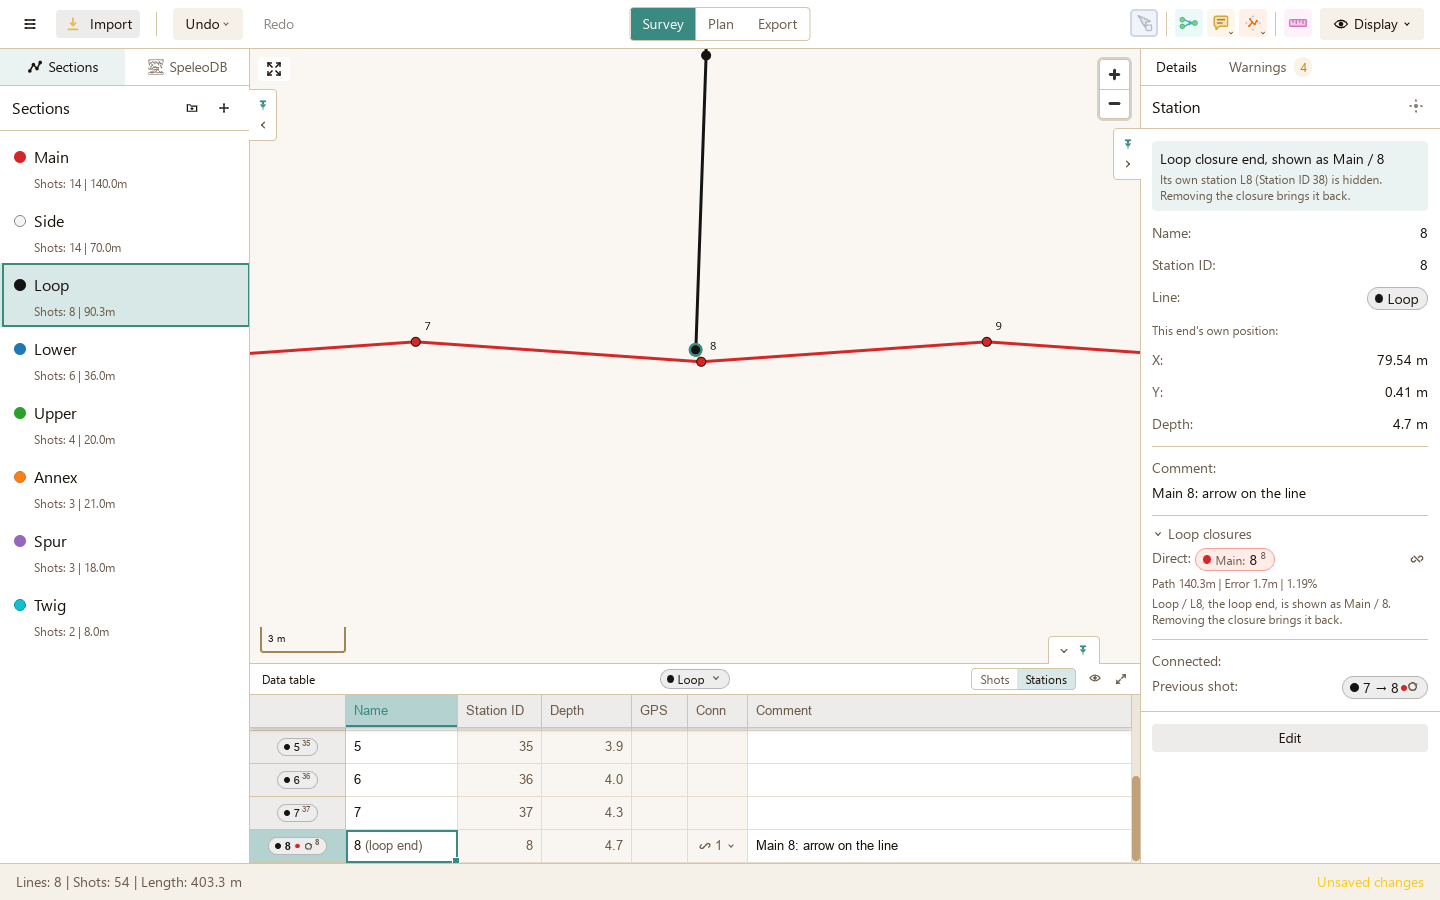 Import
Undo
Redo
Survey
Plan
Export
Display
Sections
SpeleoDB
Sections
Main
Shots: 14 | 140.0m
Side
Shots: 14 | 70.0m
Loop
Shots: 8 | 90.3m
Lower
Shots: 6 | 36.0m
Upper
Shots: 4 | 20.0m
Annex
Shots: 3 | 21.0m
Spur
Shots: 3 | 18.0m
Twig
Shots: 2 | 8.0m
7
8
9
3 m
Details
Warnings 4
Station
Loop closure end, shown as Main / 8
Its own station L8 (Station ID 38) is hidden.
Removing the closure brings it back.
Name: 8
Station ID: 8
Line: Loop
This end's own position:
X: 79.54 m
Y: 0.41 m
Depth: 4.7 m
Comment:
Main 8: arrow on the line
Loop closures
Direct: Main: 8 8
Path 140.3m | Error 1.7m | 1.19%
Loop / L8, the loop end, is shown as Main / 8.
Removing the closure brings it back.
Connected:
Previous shot: 7 → 8
Edit
Data table
Loop
Shots
Stations
Name Station ID Depth GPS Conn Comment
5 35 5 35 3.9
6 36 6 36 4.0
7 37 7 37 4.3
8 8 8 (loop end) 8 4.7 1 Main 8: arrow on the line
Lines: 8 | Shots: 54 | Length: 403.3 m
Unsaved changes